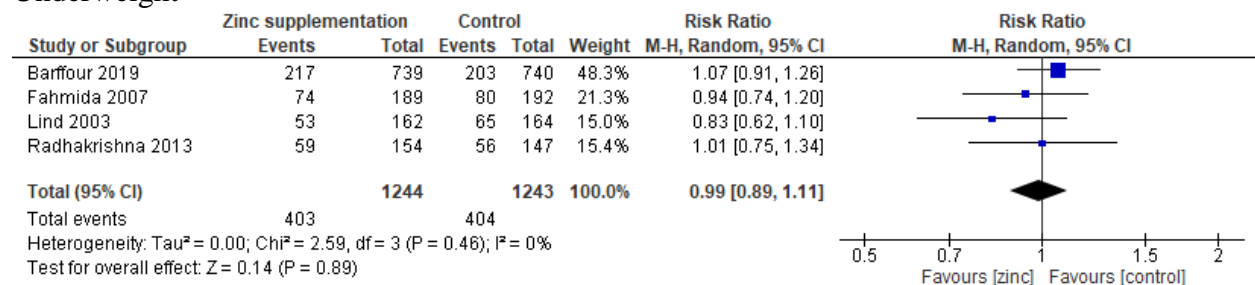 Underweight
Zinc supplementation Control Risk Ratio Risk Ratio
Study or Subgroup Events Total Events Total Weight M-H, Random, 95% CI M-H, Random, 95% CI
Barffour 2019 217 739 203 740 48.3% 1.07 [0.91, 1.26]
Fahmida 2007 74 189 80 192 21.3% 0.94 [0.74, 1.20]
Lind 2003 53 162 65 164 15.0% 0.83 [0.62, 1.10]
Radhakrishna 2013 59 154 56 147 15.4% 1.01 [0.75, 1.34]
Total (95% CI) 1244 1243 100.0% 0.99 [0.89, 1.11]
Total events 403 404
Heterogeneity: Tau² = 0.00; Chi² = 2.59, df = 3 (P = 0.46); I² = 0%
Test for overall effect: Z = 0.14 (P = 0.89)
0.5 0.7 1 1.5 2
Favours [zinc] Favours [control]